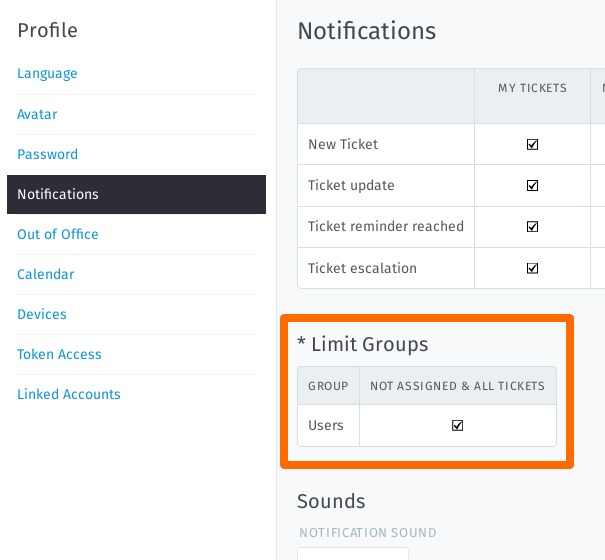 Profile
Language
Avatar
Password
Notifications
Out of Office
Calendar
Devices
Token Access
Linked Accounts
Notifications
MY TICKETS
New Ticket
Ticket update
Ticket reminder reached
Ticket escalation
* Limit Groups
GROUP NOT ASSIGNED & ALL TICKETS
Users
Sounds
NOTIFICATION SOUND